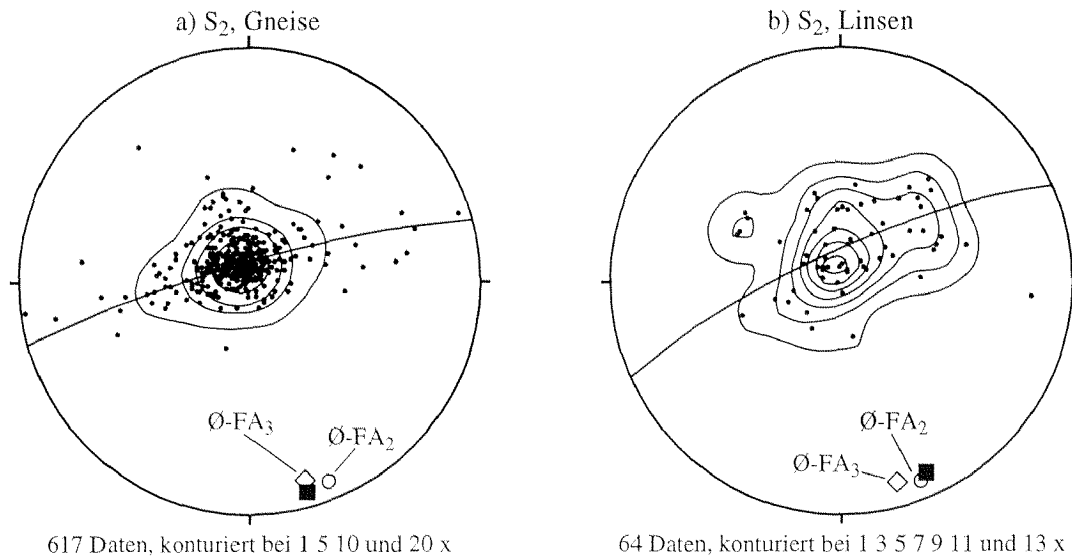 a) S₂, Gneise
Ø-FA₃
Ø-FA₂
617 Daten, konturiert bei 1 5 10 und 20 x
b) S₂, Linsen
Ø-FA₂
Ø-FA₃
64 Daten, konturiert bei 1 3 5 7 9 11 und 13 x